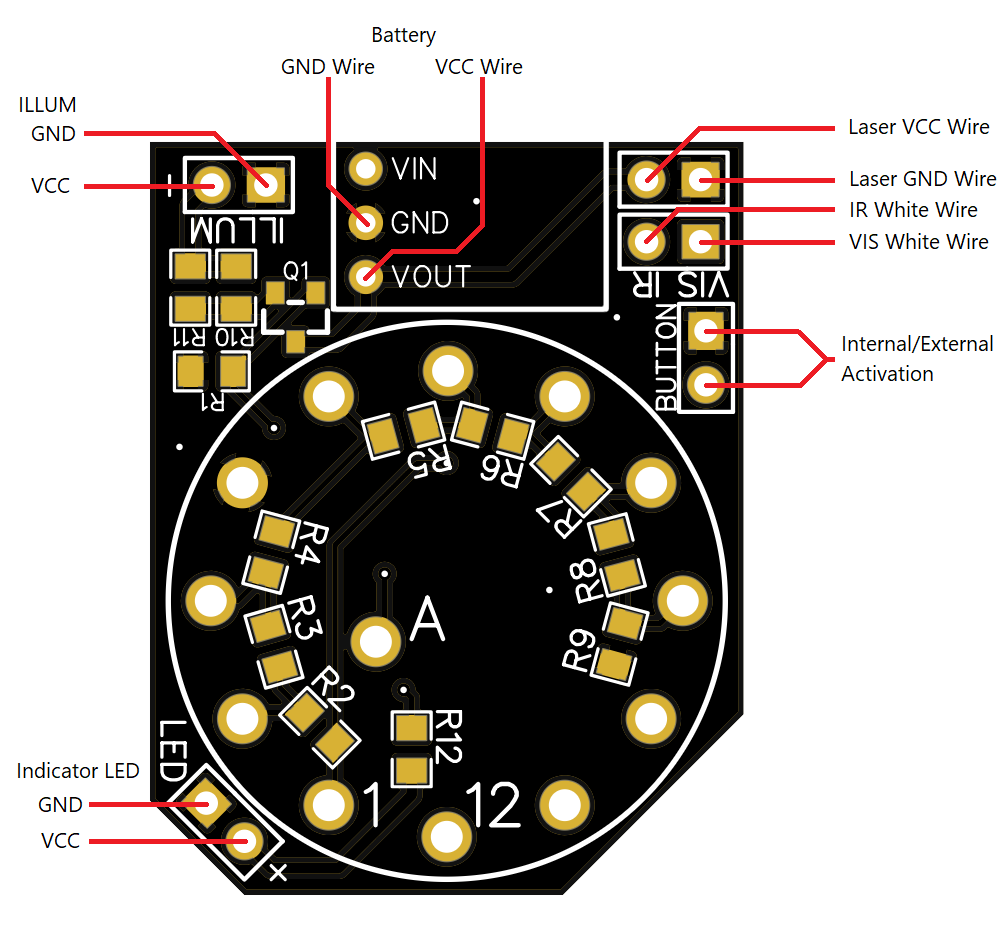 Battery
GND Wire
VCC Wire
ILLUM
GND
VCC
Laser VCC Wire
Laser GND Wire
IR White Wire
VIS White Wire
Internal/External
Activation
+
VIN
GND
VOUT
ILLUM
Q1
VIS IR
BUTTON
R11
R10
R1
R5
R6
R7
R4
R8
R3
R9
A
R2
R12
LED
Indicator LED
GND
VCC
1
12
+